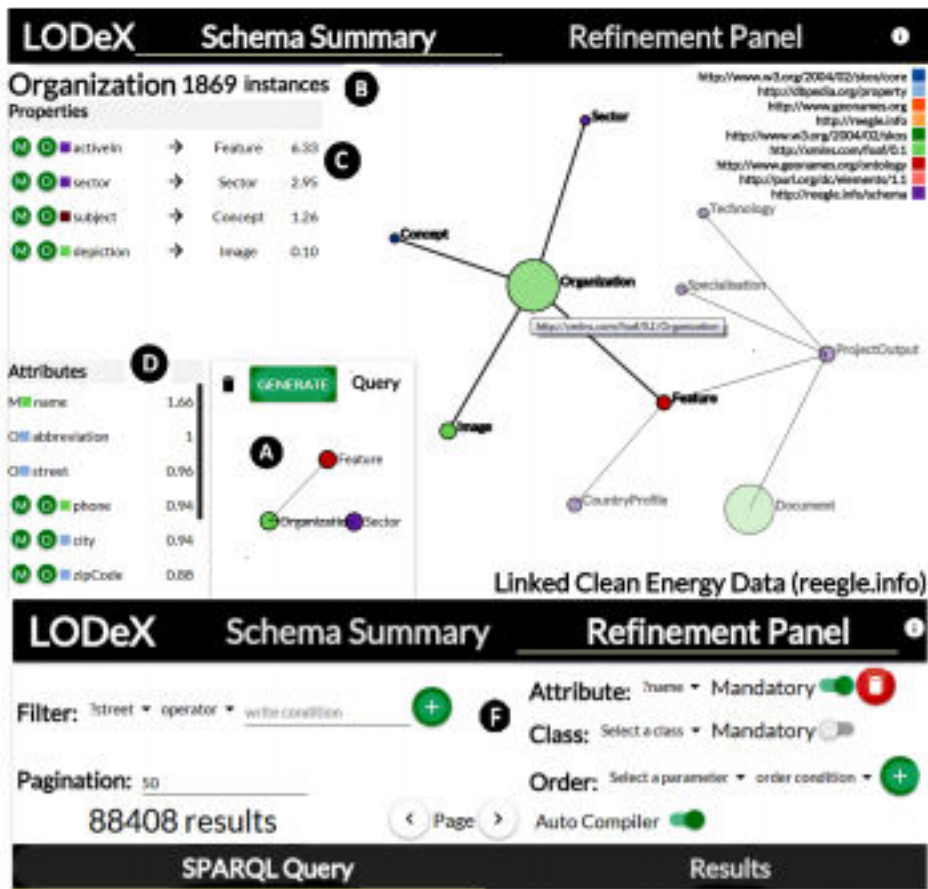 LODeX Schema Summary Refinement Panel i
Organization 1869 instances B
Properties
M O activeIn → Feature 6.33 C
M O sector → Sector 2.95
M O subject → Concept 1.26
M O depiction → Image 0.10
http://www.w3.org/2004/02/skos/core
http://dbpedia.org/property
http://www.geonames.org
http://reegle.info
http://www.w3.org/2004/02/skos
http://xmlns.com/foaf/0.1
http://www.geonames.org/ontology
http://purl.org/dc/elements/1.1
http://reegle.info/schema
Sector
Technology
Concept
Organization
Specialisation
http://xmlns.com/foaf/0.1/Organization
ProjectOutput
Feature
Image
CountryProfile
Document
Attributes D
M name 1.66
O abbreviation 1
O street 0.96
M O phone 0.94
M O city 0.94
M O zipCode 0.88
GENERATE Query
A
Feature
Organization Sector
Linked Clean Energy Data (reegle.info)
LODeX Schema Summary Refinement Panel i
Filter: ?street operator write condition + F
Attribute: ?name Mandatory
Class: Select a class Mandatory
Pagination: 50
Order: Select a parameter order condition +
88408 results < Page > Auto Compiler
SPARQL Query Results